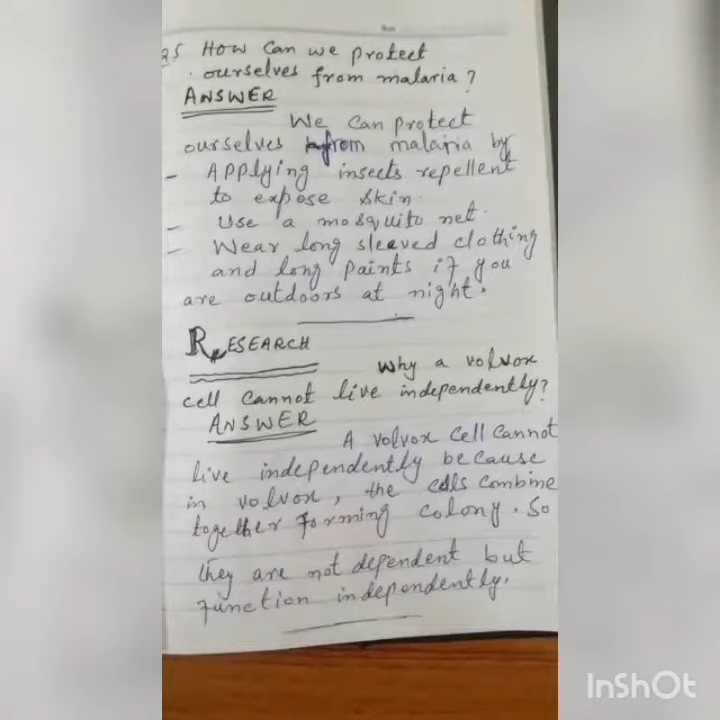 35 How can we protect
ourselves from malaria?
ANSWER
We can protect
ourselves from malaria by
- Applying insects repellent
to expose skin.
- Use a mosquito net.
- Wear long sleeved clothing
and long paints if you
are outdoors at night.
RESEARCH
Why a volvox
cell cannot live independently?
ANSWER
A volvox cell cannot
live independently because
in volvox, the cells combine
together forming colony. So
they are not dependent but
function independently.
InShOt